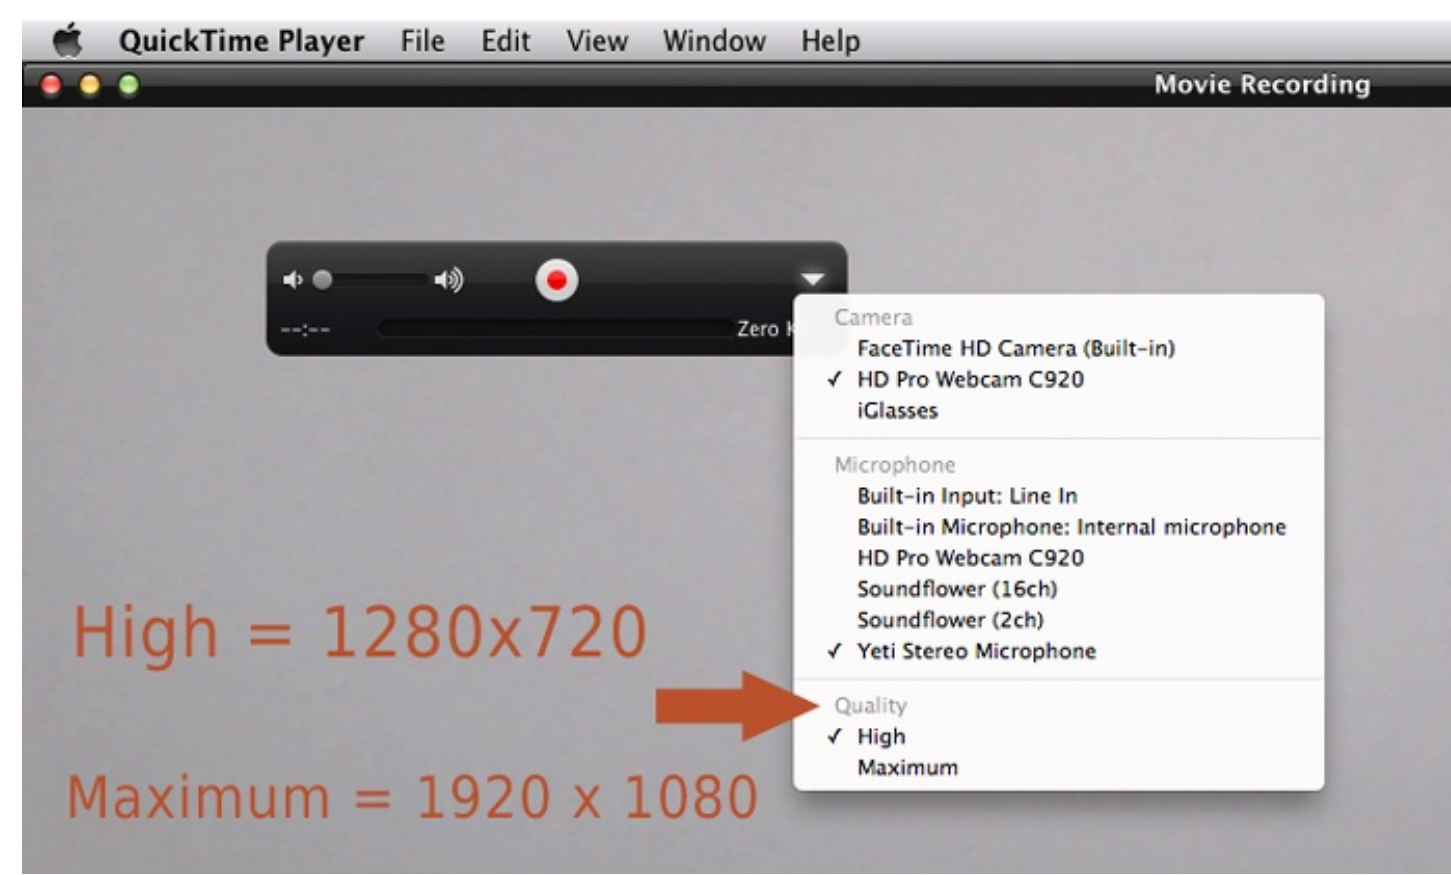 QuickTime Player File Edit View Window Help
Movie Recording
--:--
Zero K
Camera
FaceTime HD Camera (Built-in)
✓ HD Pro Webcam C920
iGlasses
Microphone
Built-in Input: Line In
Built-in Microphone: Internal microphone
HD Pro Webcam C920
Soundflower (16ch)
Soundflower (2ch)
✓ Yeti Stereo Microphone
Quality
✓ High
Maximum
High = 1280x720
Maximum = 1920 x 1080